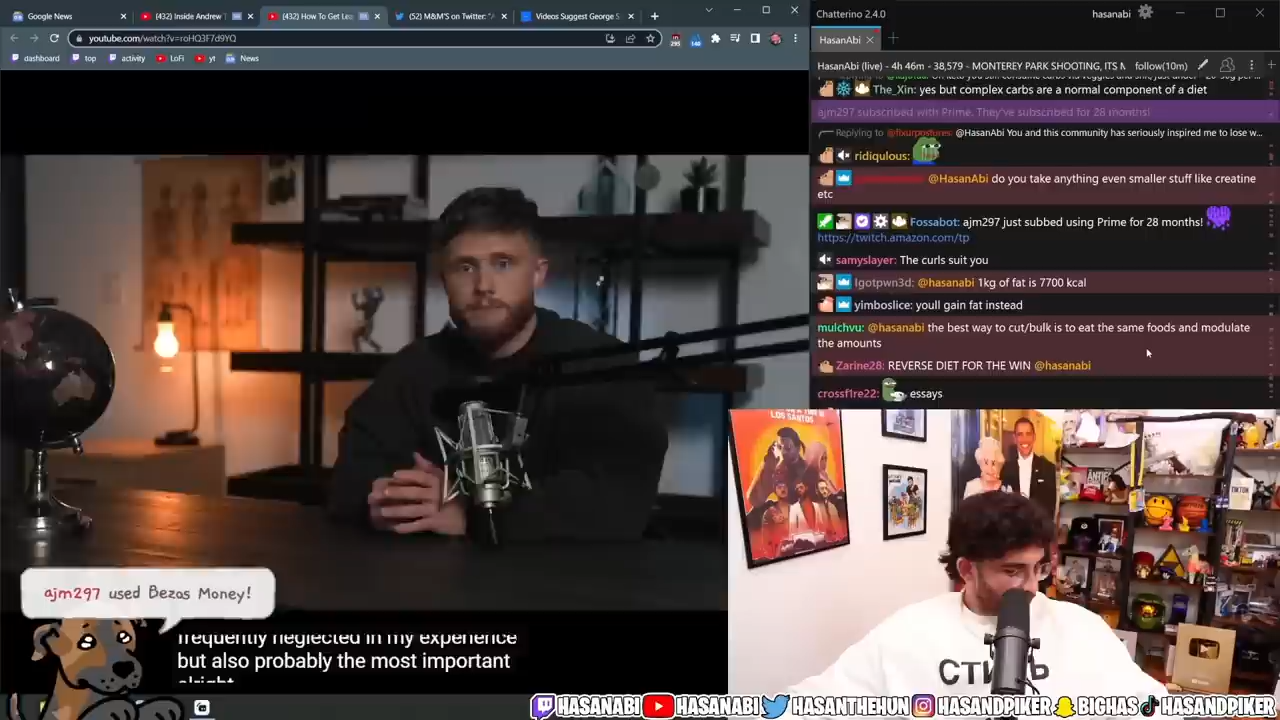 Google News
(432) Inside Andrew T
(432) How To Get Lea
(52) M&M'S on Twitter: "
Videos Suggest George S
youtube.com/watch?v=roHQ3F7d9YQ
dashboard
top
activity
LoFi
yt
News
Chatterino 2.4.0
hasanabi
HasanAbi
HasanAbi (live) - 4h 46m - 38,579 - MONTEREY PARK SHOOTING, ITS M
follow(10m)
The_Xin: yes but complex carbs are a normal component of a diet
ajm297 subscribed with Prime. They've subscribed for 28 months!
Replying to @fixurpostures: @HasanAbi You and this community has seriously inspired me to lose w...
ridiqulous:
@HasanAbi do you take anything even smaller stuff like creatine
etc
Fossabot: ajm297 just subbed using Prime for 28 months!
https://twitch.amazon.com/tp
samyslayer: The curls suit you
Igotpwn3d: @hasanabi 1kg of fat is 7700 kcal
yimboslice: youll gain fat instead
mulchvu: @hasanabi the best way to cut/bulk is to eat the same foods and modulate
the amounts
Zarine28: REVERSE DIET FOR THE WIN @hasanabi
crossf1re22: essays
LOS SANTOS
TIKTOK
СТИЛЬ
ajm297 used Bezos Money!
frequently neglected in my experience
but also probably the most important
alright
HASANABI
HASANABI
HASANTHEHUN
HASANDPIKER
BIGHAS
HASANDPIKER